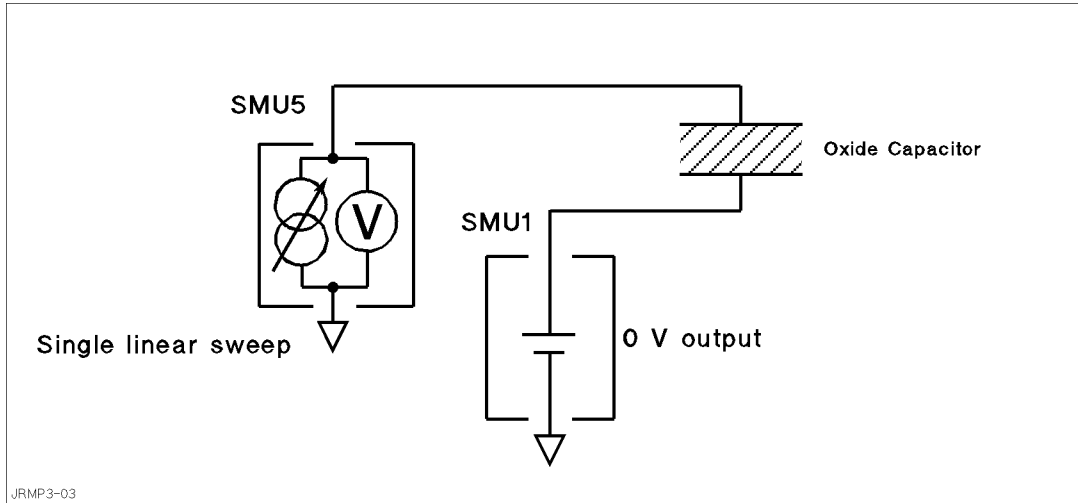 SMU5
Oxide Capacitor
V
SMU1
Single linear sweep
0 V output
JRMP3-03